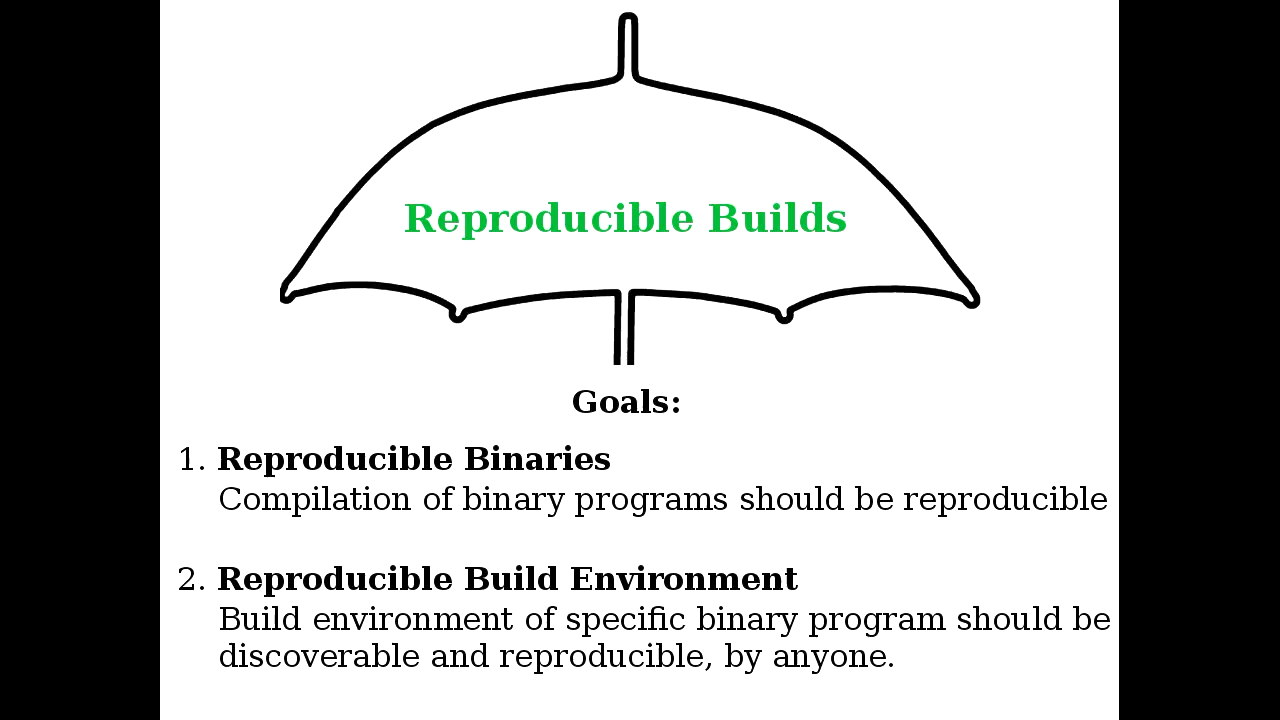 Reproducible Builds
Goals:
1. Reproducible Binaries
Compilation of binary programs should be reproducible
2. Reproducible Build Environment
Build environment of specific binary program should be
discoverable and reproducible, by anyone.